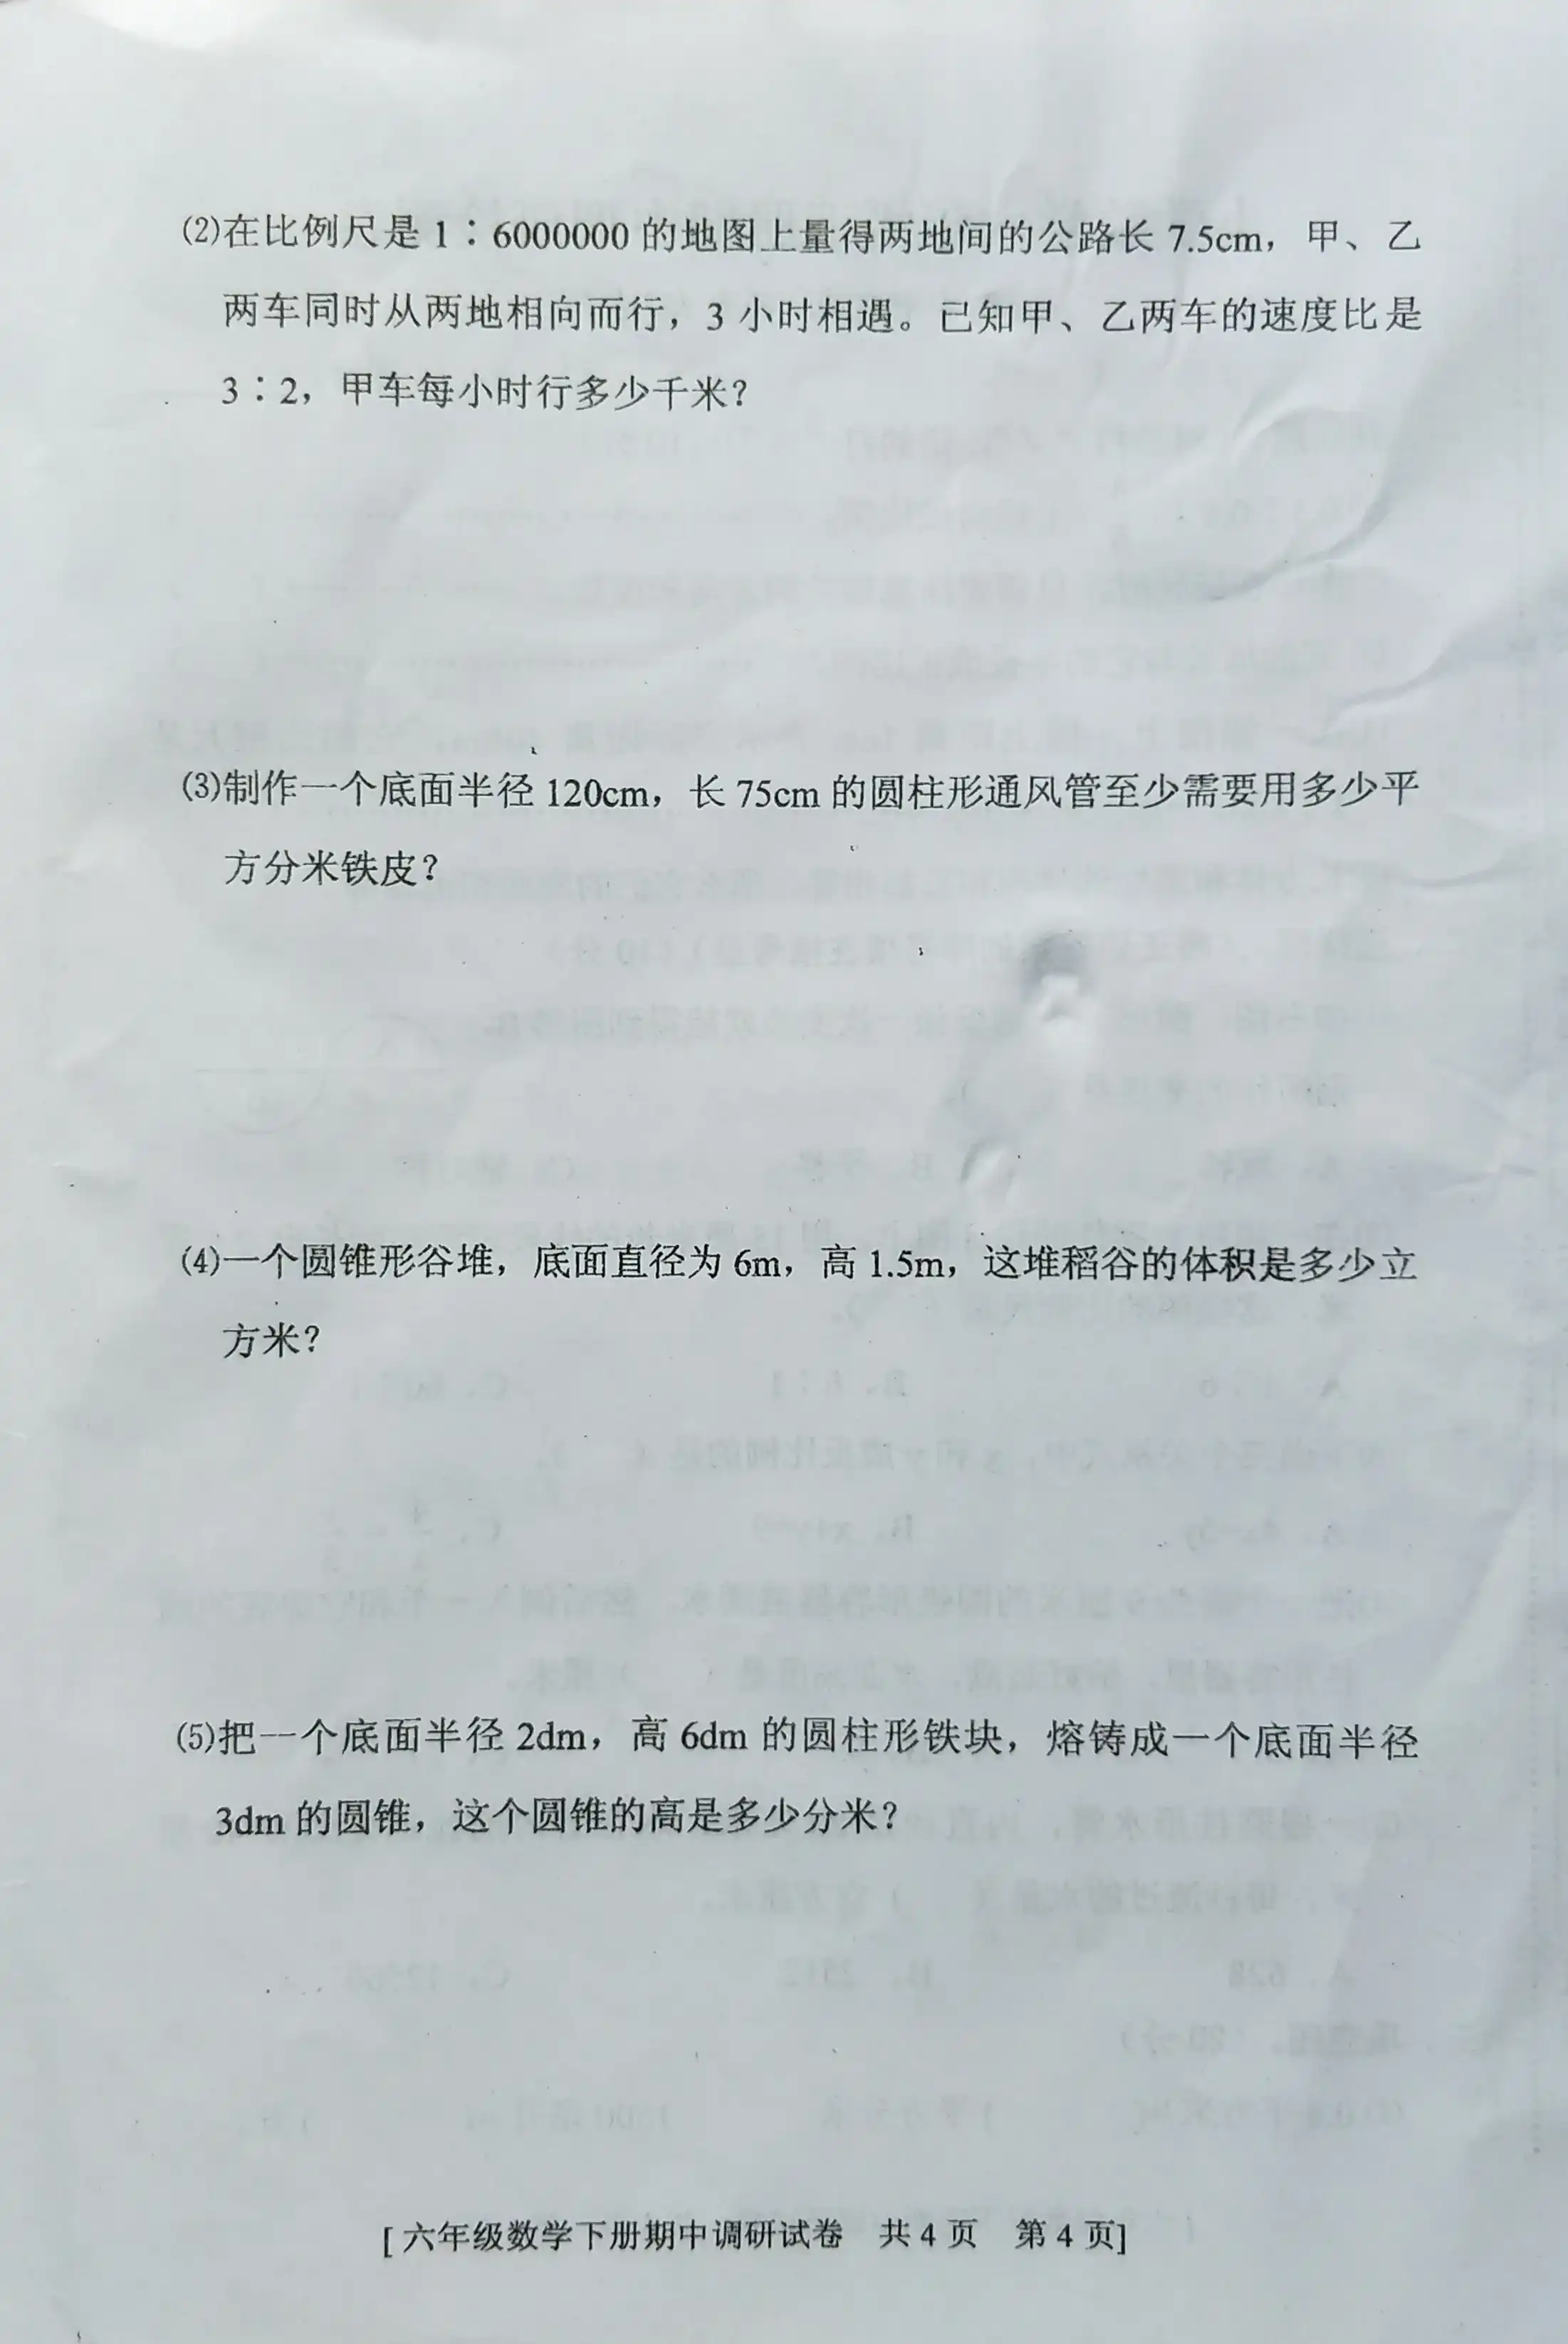 ⑵在比例尺是 1∶6000000 的地图上量得两地间的公路长 7.5cm，甲、乙
两车同时从两地相向而行，3 小时相遇。已知甲、乙两车的速度比是
3∶2，甲车每小时行多少千米？
⑶制作一个底面半径 120cm，长 75cm 的圆柱形通风管至少需要用多少平
方分米铁皮？
⑷一个圆锥形谷堆，底面直径为 6m，高 1.5m，这堆稻谷的体积是多少立
方米？
⑸把一个底面半径 2dm，高 6dm 的圆柱形铁块，熔铸成一个底面半径
3dm 的圆锥，这个圆锥的高是多少分米？
[ 六年级数学下册期中调研试卷 共 4 页 第 4 页]